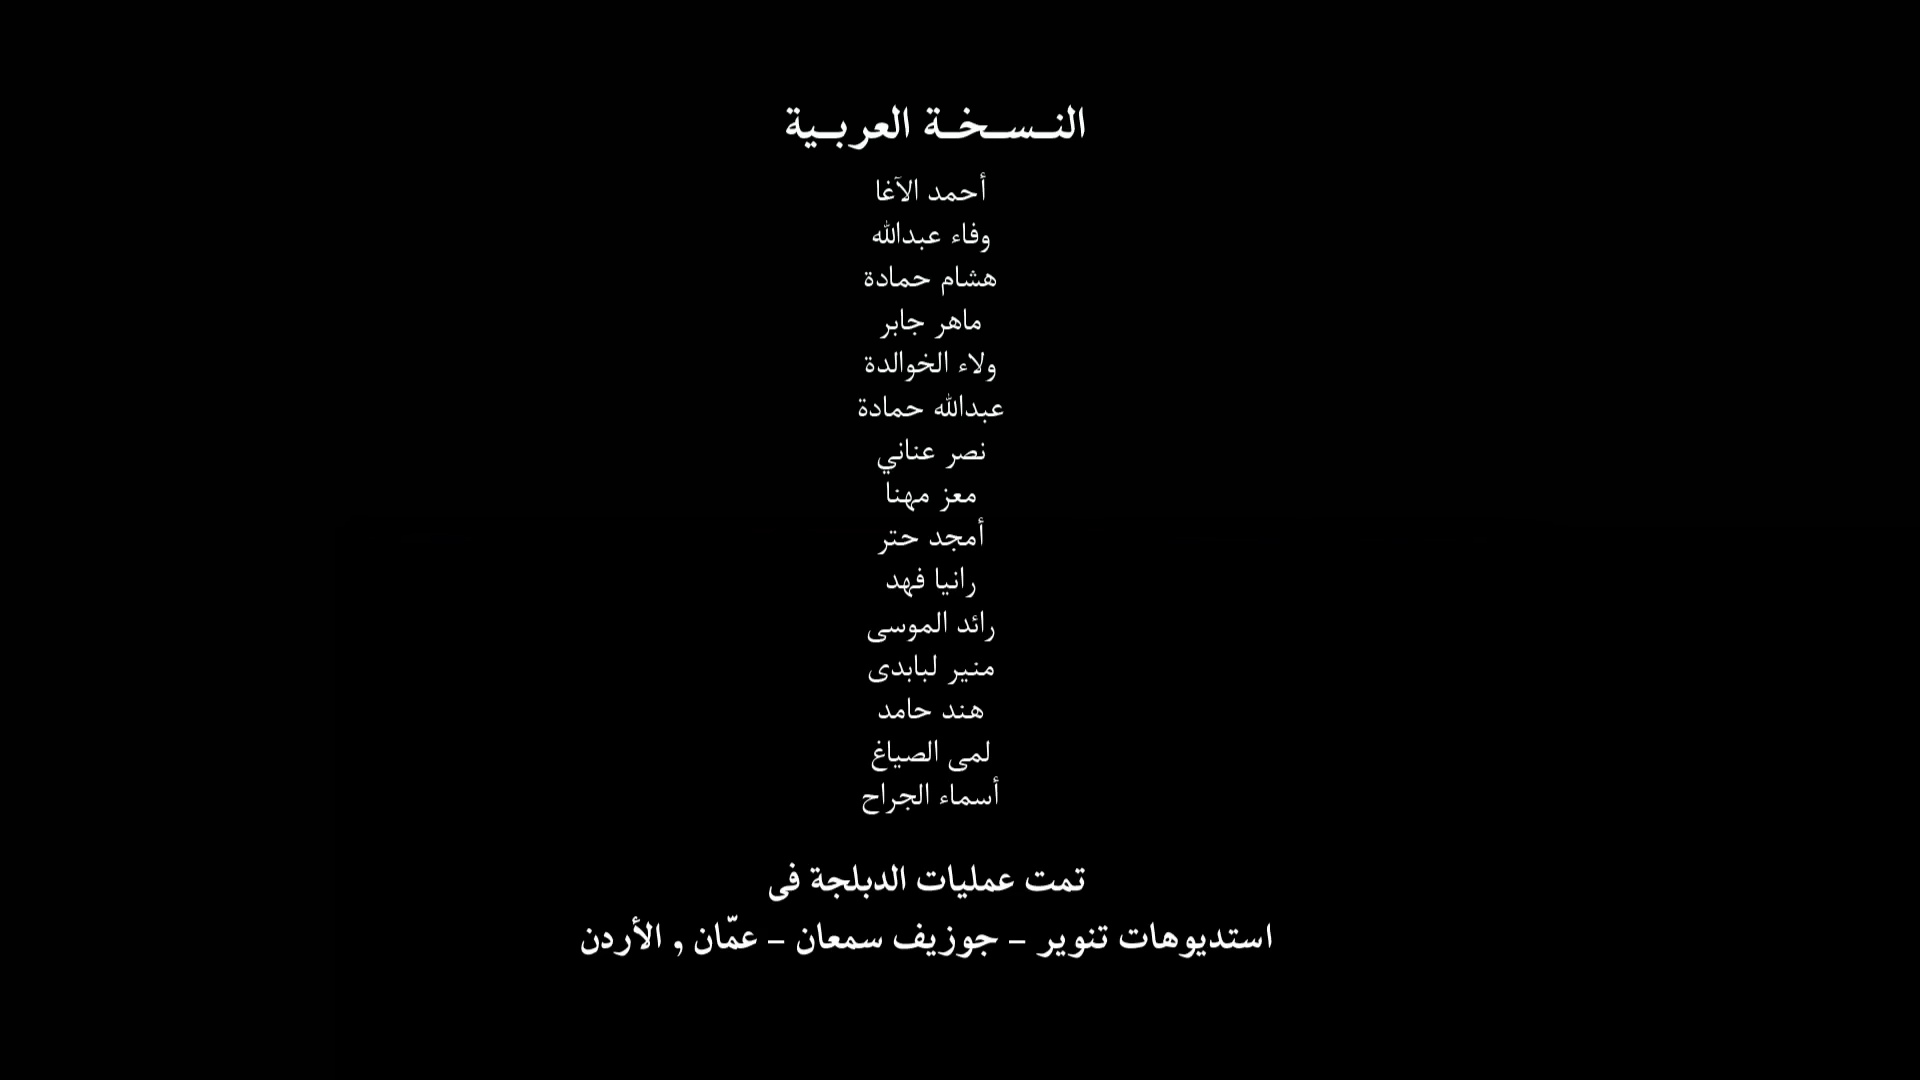 النسخة العربية
أحمد الآغا
وفاء عبدالله
هشام حمادة
ماهر جابر
ولاء الخوالدة
عبدالله حمادة
نصر عناني
معز مهنا
أمجد حتر
رانيا فهد
رائد الموسى
منير لبابدى
هند حامد
لمى الصياغ
أسماء الجراح
تمت عمليات الدبلجة فى
استديوهات تنوير – جوزيف سمعان – عمّان , الأردن